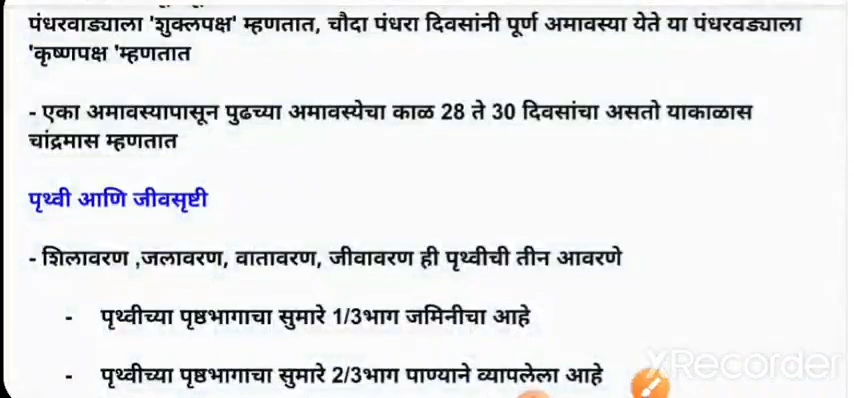 पंधरवाड्याला 'शुक्लपक्ष' म्हणतात, चौदा पंधरा दिवसांनी पूर्ण अमावस्या येते या पंधरवड्याला
'कृष्णपक्ष 'म्हणतात
- एका अमावस्यापासून पुढच्या अमावस्येचा काळ 28 ते 30 दिवसांचा असतो याकाळास
चांद्रमास म्हणतात
पृथ्वी आणि जीवसृष्टी
- शिलावरण ,जलावरण, वातावरण, जीवावरण ही पृथ्वीची तीन आवरणे
- पृथ्वीच्या पृष्ठभागाचा सुमारे 1/3भाग जमिनीचा आहे
- पृथ्वीच्या पृष्ठभागाचा सुमारे 2/3भाग पाण्याने व्यापलेला आहे
XRecorder